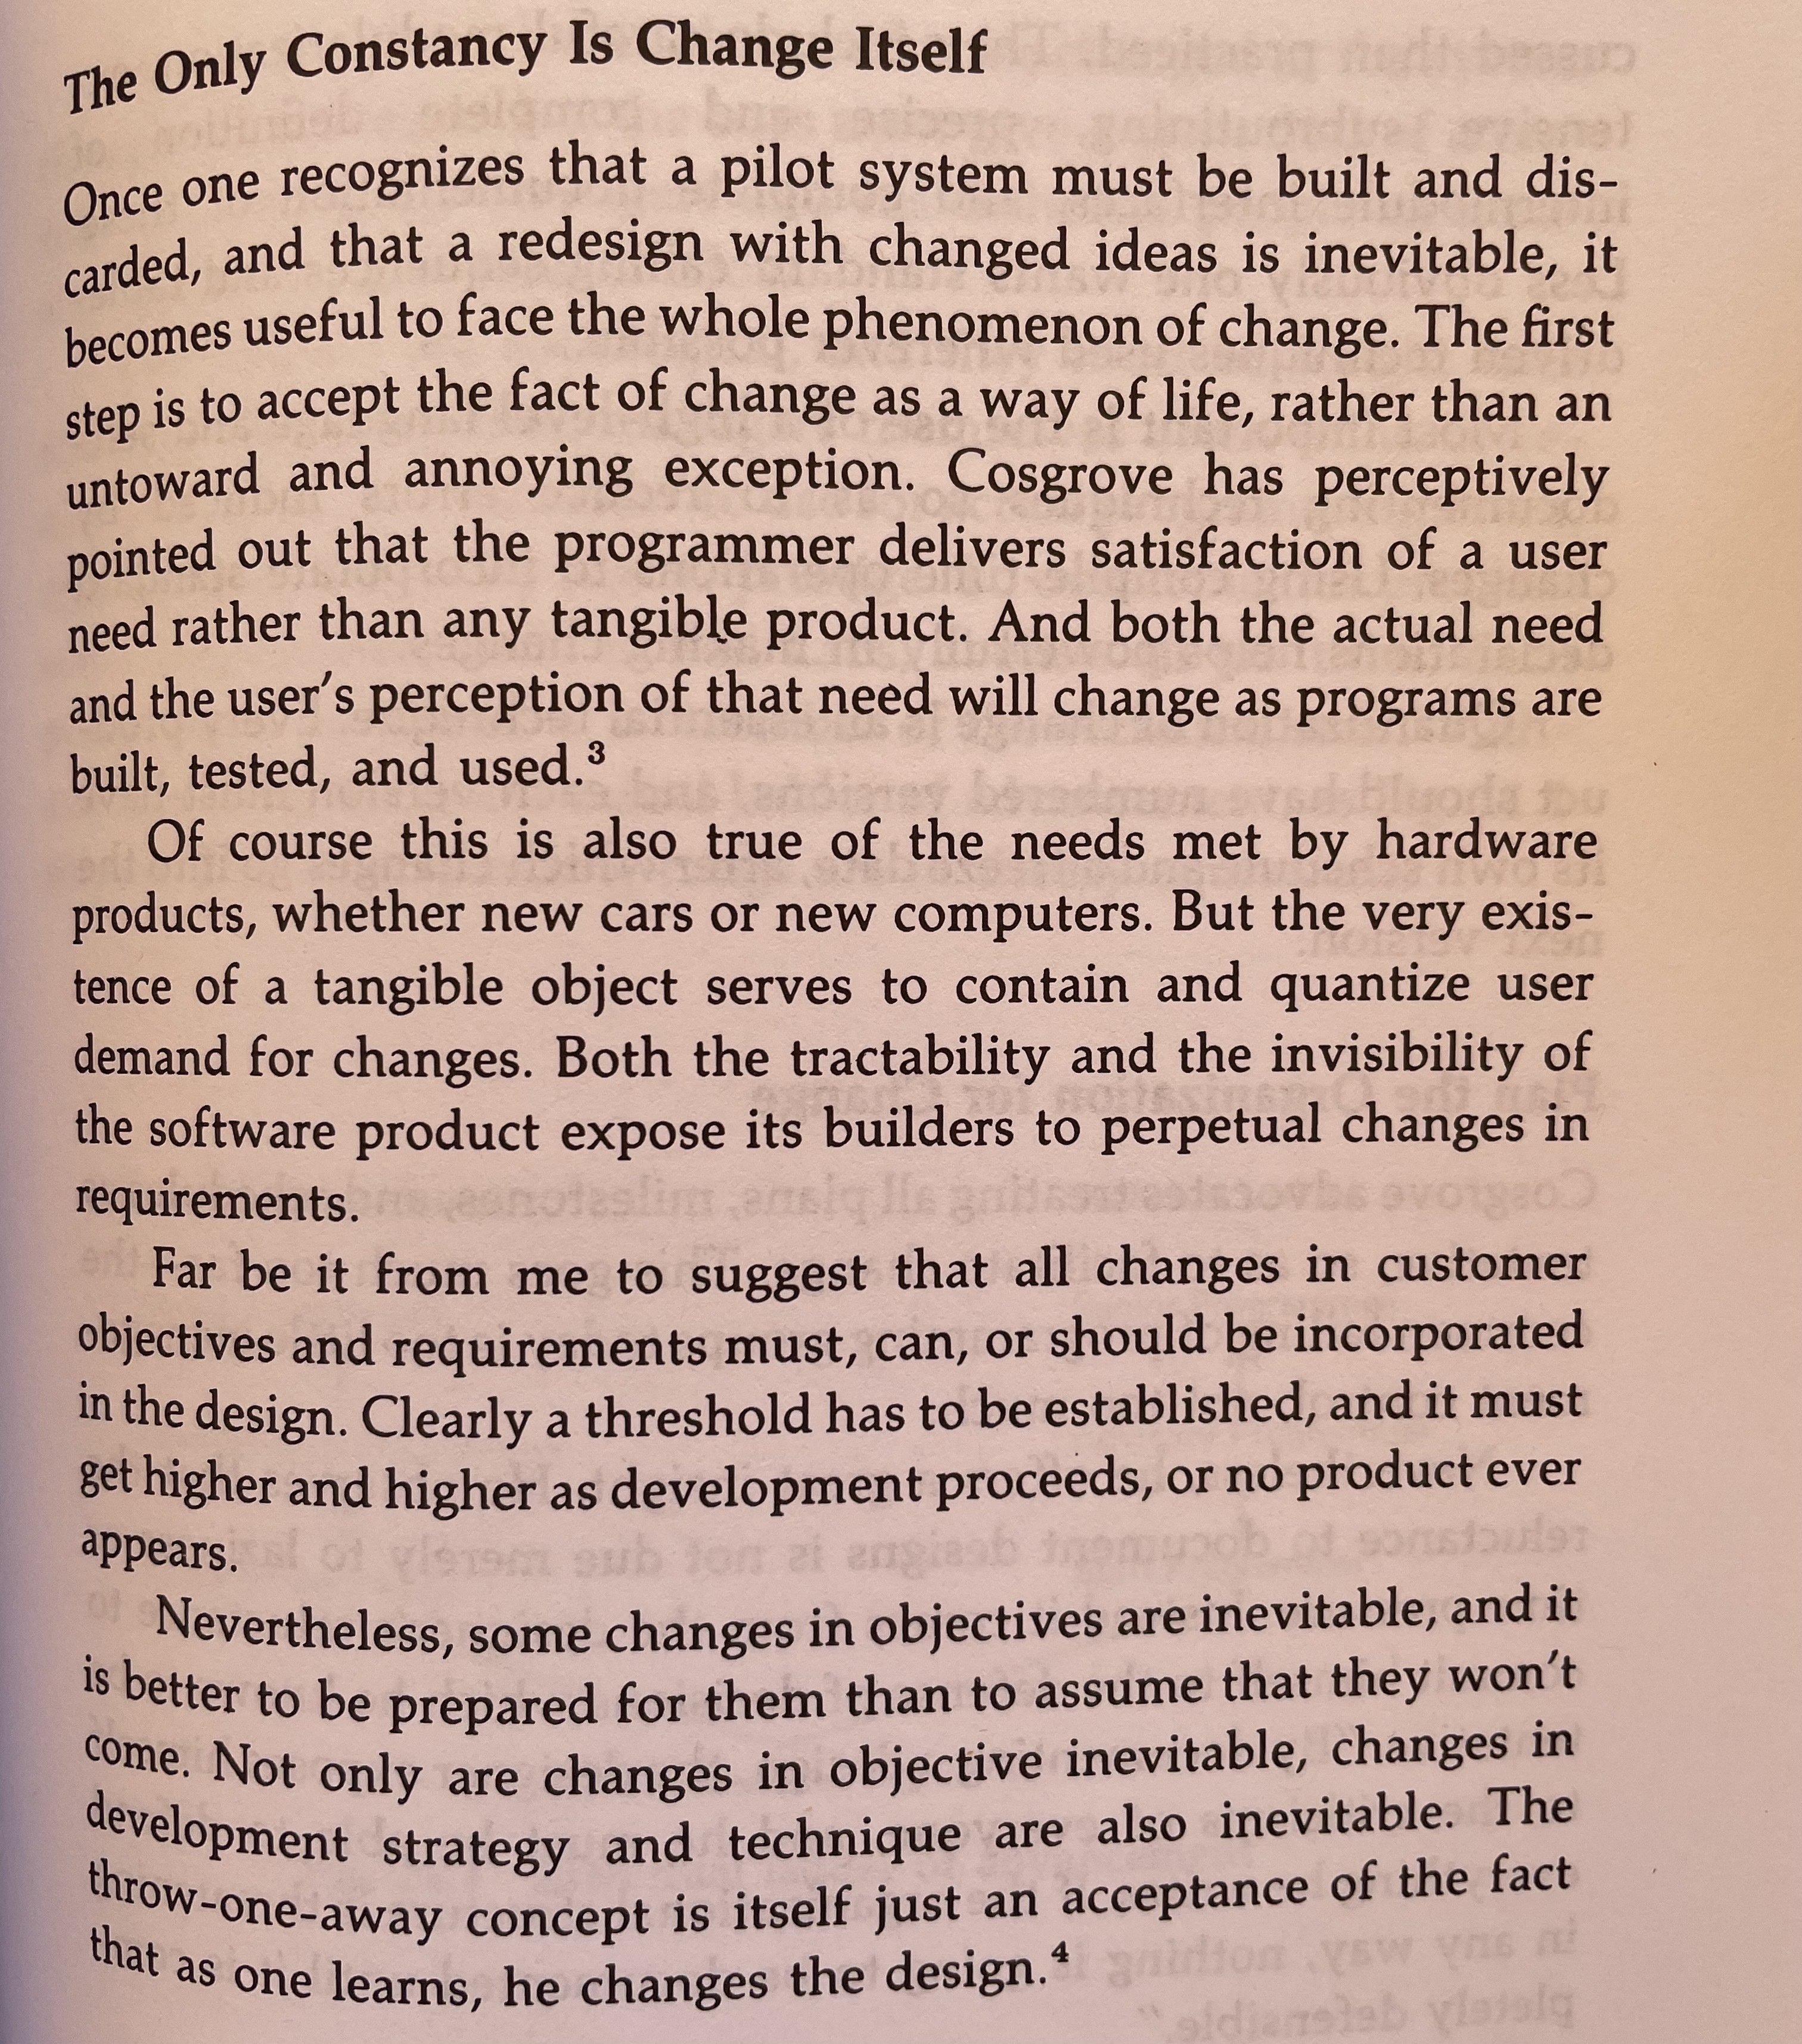 The Only Constancy Is Change Itself
Once one recognizes that a pilot system must be built and dis-
carded, and that a redesign with changed ideas is inevitable, it
becomes useful to face the whole phenomenon of change. The first
step is to accept the fact of change as a way of life, rather than an
untoward and annoying exception. Cosgrove has perceptively
pointed out that the programmer delivers satisfaction of a user
need rather than any tangible product. And both the actual need
and the user’s perception of that need will change as programs are
built, tested, and used.³
Of course this is also true of the needs met by hardware
products, whether new cars or new computers. But the very exis-
tence of a tangible object serves to contain and quantize user
demand for changes. Both the tractability and the invisibility of
the software product expose its builders to perpetual changes in
requirements.
Far be it from me to suggest that all changes in customer
objectives and requirements must, can, or should be incorporated
in the design. Clearly a threshold has to be established, and it must
get higher and higher as development proceeds, or no product ever
appears.
Nevertheless, some changes in objectives are inevitable, and it
is better to be prepared for them than to assume that they won’t
come. Not only are changes in objective inevitable, changes in
development strategy and technique are also inevitable. The
throw-one-away concept is itself just an acceptance of the fact
that as one learns, he changes the design.⁴